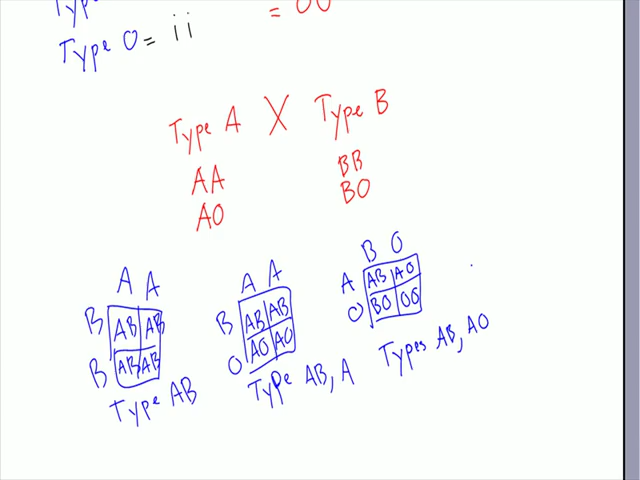 Type
= OO
Type O = ii
Type A X Type B
AA BB
AO BO
A A
B AB AB
B AB AB
Type AB
A A
B AB AB
O AO AO
Type AB, A
B O
A AB AO
O BO OO
Types AB, AO